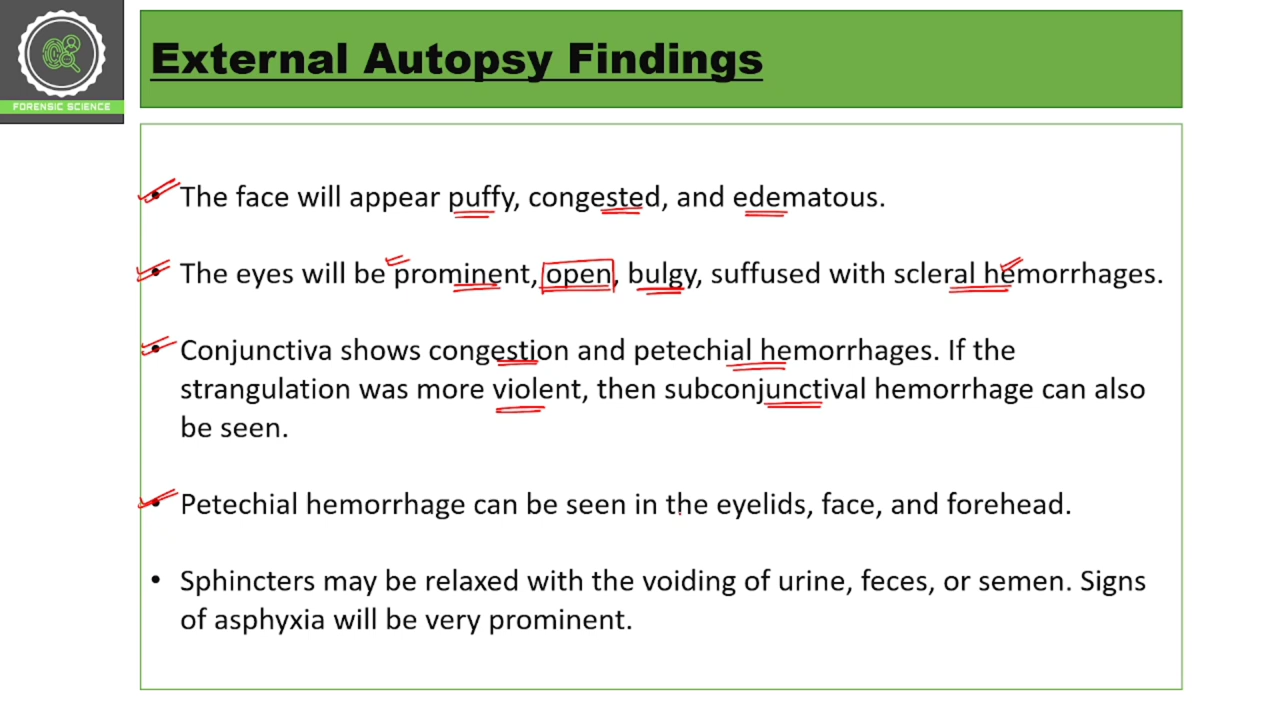 FORENSIC SCIENCE
External Autopsy Findings
• The face will appear puffy, congested, and edematous.
• The eyes will be prominent, open, bulgy, suffused with scleral hemorrhages.
• Conjunctiva shows congestion and petechial hemorrhages. If the
strangulation was more violent, then subconjunctival hemorrhage can also
be seen.
• Petechial hemorrhage can be seen in the eyelids, face, and forehead.
• Sphincters may be relaxed with the voiding of urine, feces, or semen. Signs
of asphyxia will be very prominent.